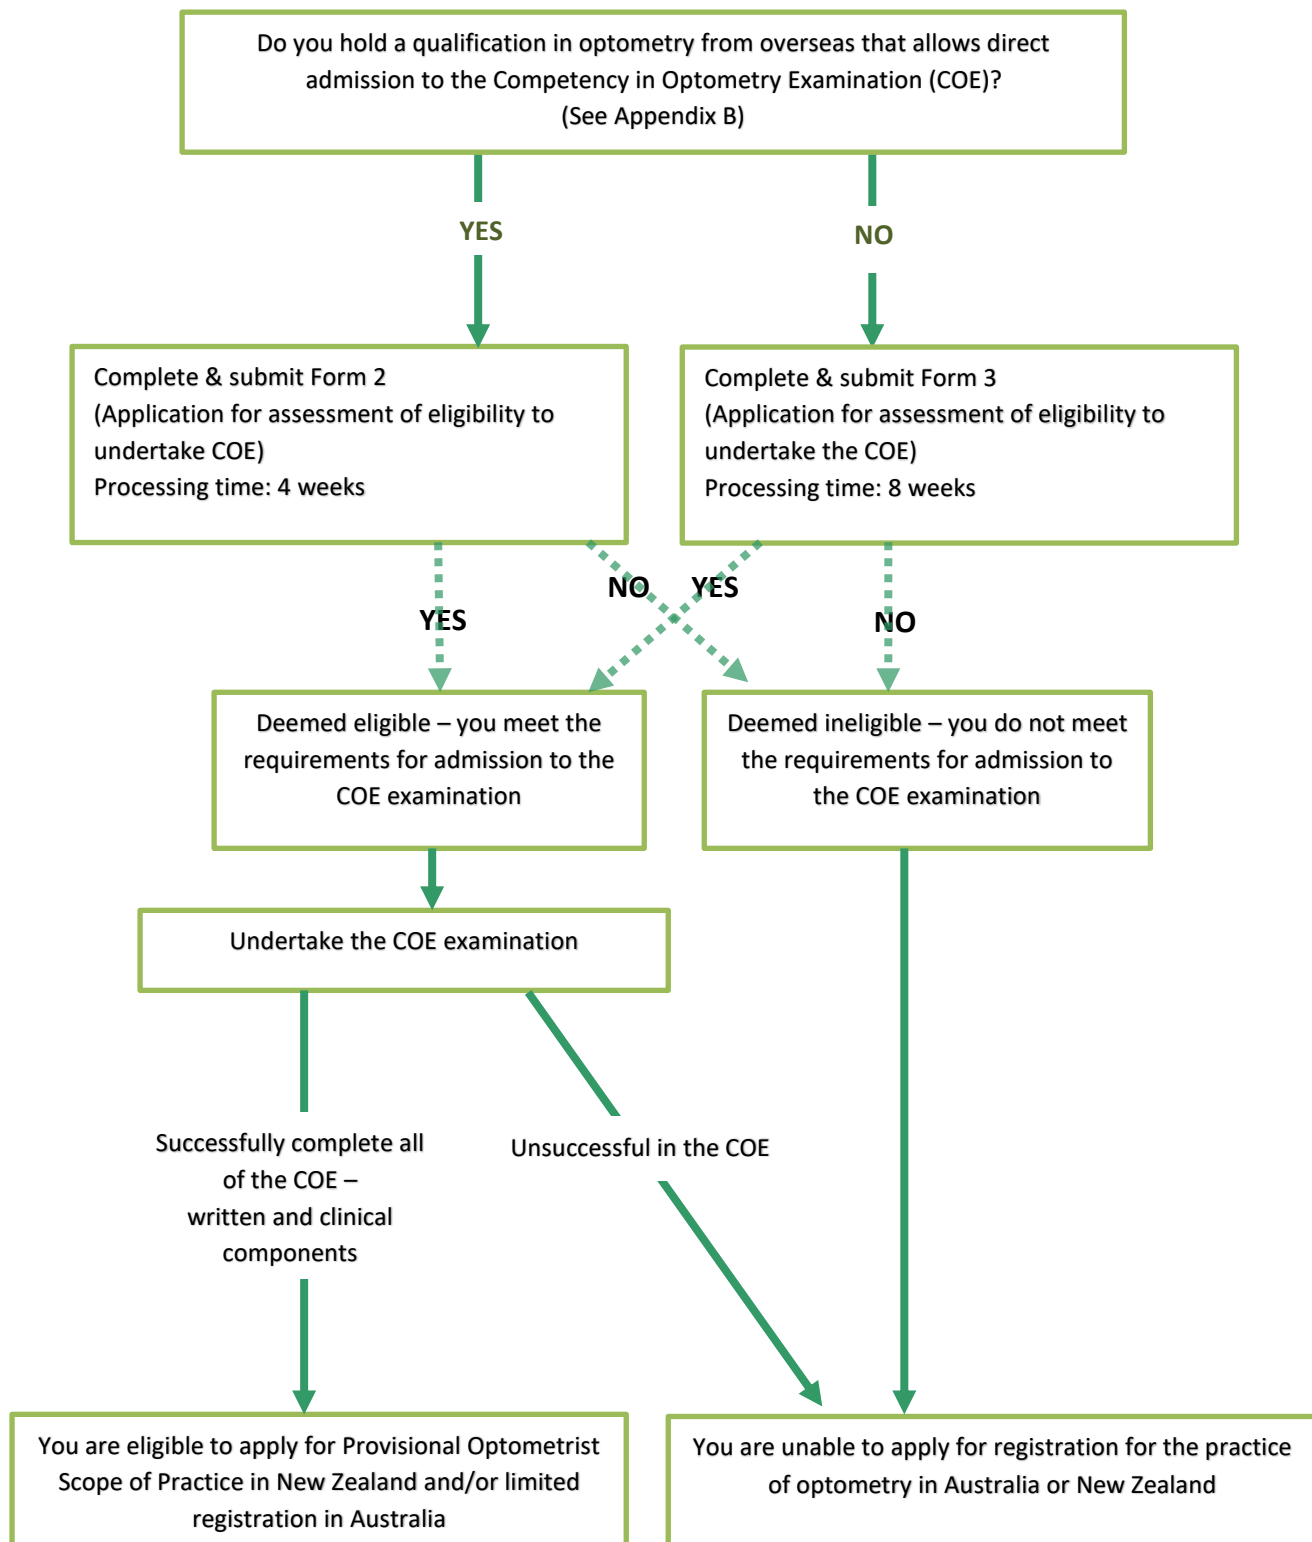 Do you hold a qualification in optometry from overseas that allows direct
admission to the Competency in Optometry Examination (COE)?
(See Appendix B)
YES
NO
Complete & submit Form 2
(Application for assessment of eligibility to
undertake COE)
Processing time: 4 weeks
Complete & submit Form 3
(Application for assessment of eligibility to
undertake the COE)
Processing time: 8 weeks
NO
YES
YES
NO
Deemed eligible – you meet the
requirements for admission to the
COE examination
Deemed ineligible – you do not meet
the requirements for admission to
the COE examination
Undertake the COE examination
Successfully complete all
of the COE –
written and clinical
components
Unsuccessful in the COE
You are eligible to apply for Provisional Optometrist
Scope of Practice in New Zealand and/or limited
registration in Australia
You are unable to apply for registration for the practice
of optometry in Australia or New Zealand